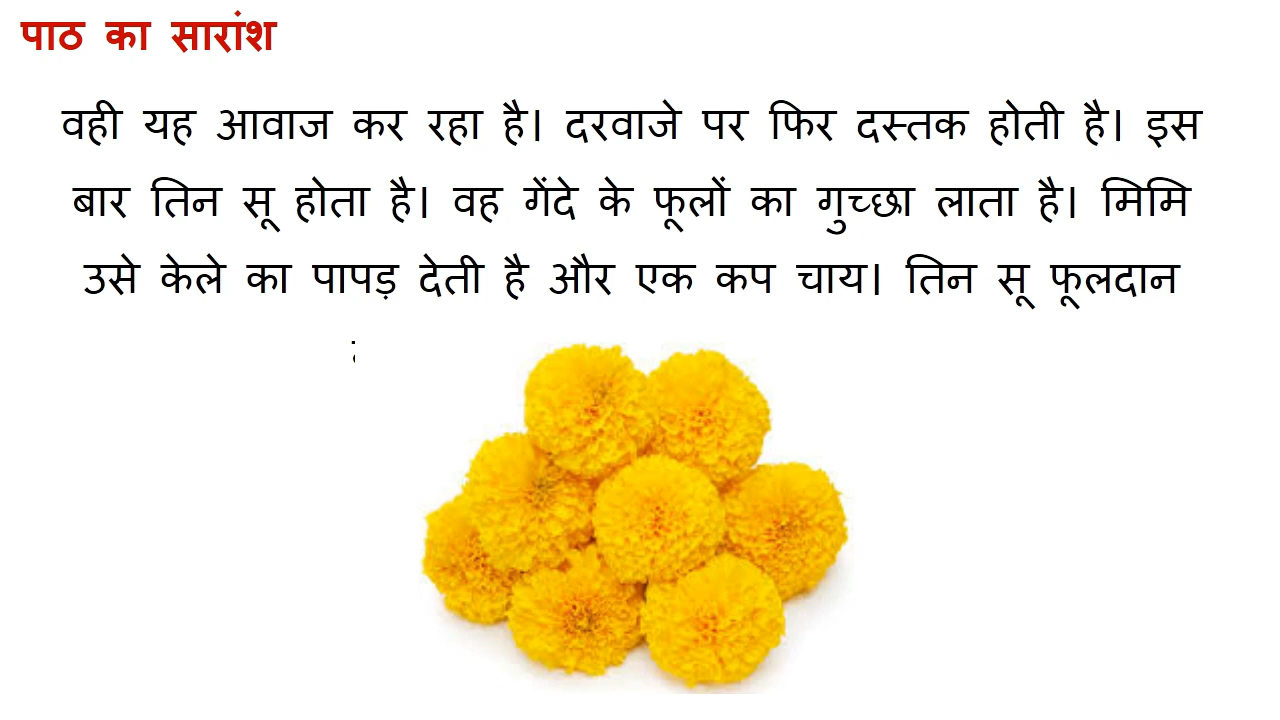 पाठ का सारांश
वही यह आवाज कर रहा है। दरवाजे पर फिर दस्तक होती है। इस
बार तिन सू होता है। वह गेंदे के फूलों का गुच्छा लाता है। मिमि
उसे केले का पापड़ देती है और एक कप चाय। तिन सू फूलदान